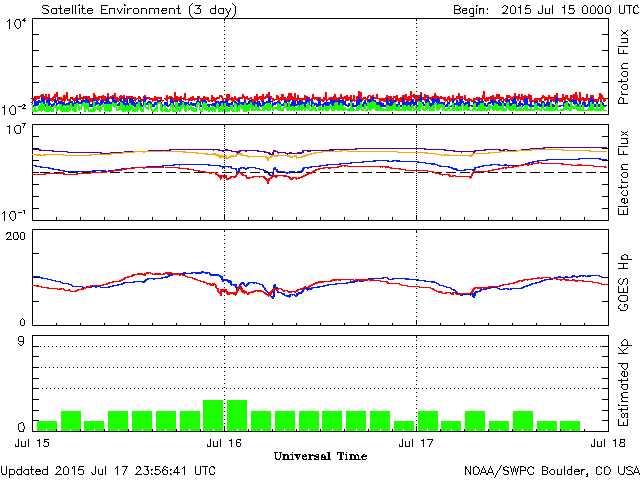 Satellite Environment (3 day) Begin: 2015 Jul 15 0000 UTC
10⁴
Proton Flux
10⁻²
10⁷
Electron Flux
10⁻¹
200
GOES Hp
0
9
Estimated Kp
0
Jul 15 Jul 16 Jul 17 Jul 18
Universal Time
Updated 2015 Jul 17 23:56:41 UTC NOAA/SWPC Boulder, CO USA